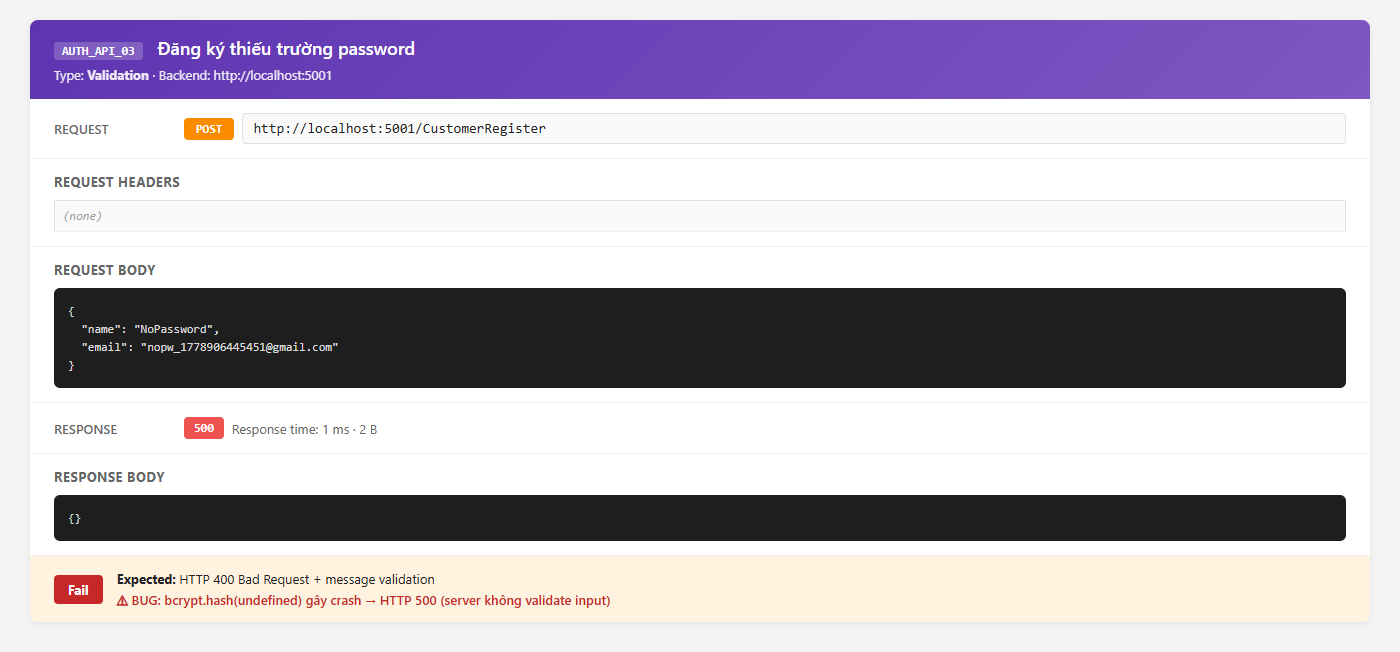 AUTH_API_03 Đăng ký thiếu trường password
Type: Validation · Backend: http://localhost:5001
REQUEST POST http://localhost:5001/CustomerRegister
REQUEST HEADERS
(none)
REQUEST BODY
{
  "name": "NoPassword",
  "email": "nopw_1778906445451@gmail.com"
}
RESPONSE 500 Response time: 1 ms · 2 B
RESPONSE BODY
{}
Fail
Expected: HTTP 400 Bad Request + message validation
⚠ BUG: bcrypt.hash(undefined) gây crash → HTTP 500 (server không validate input)